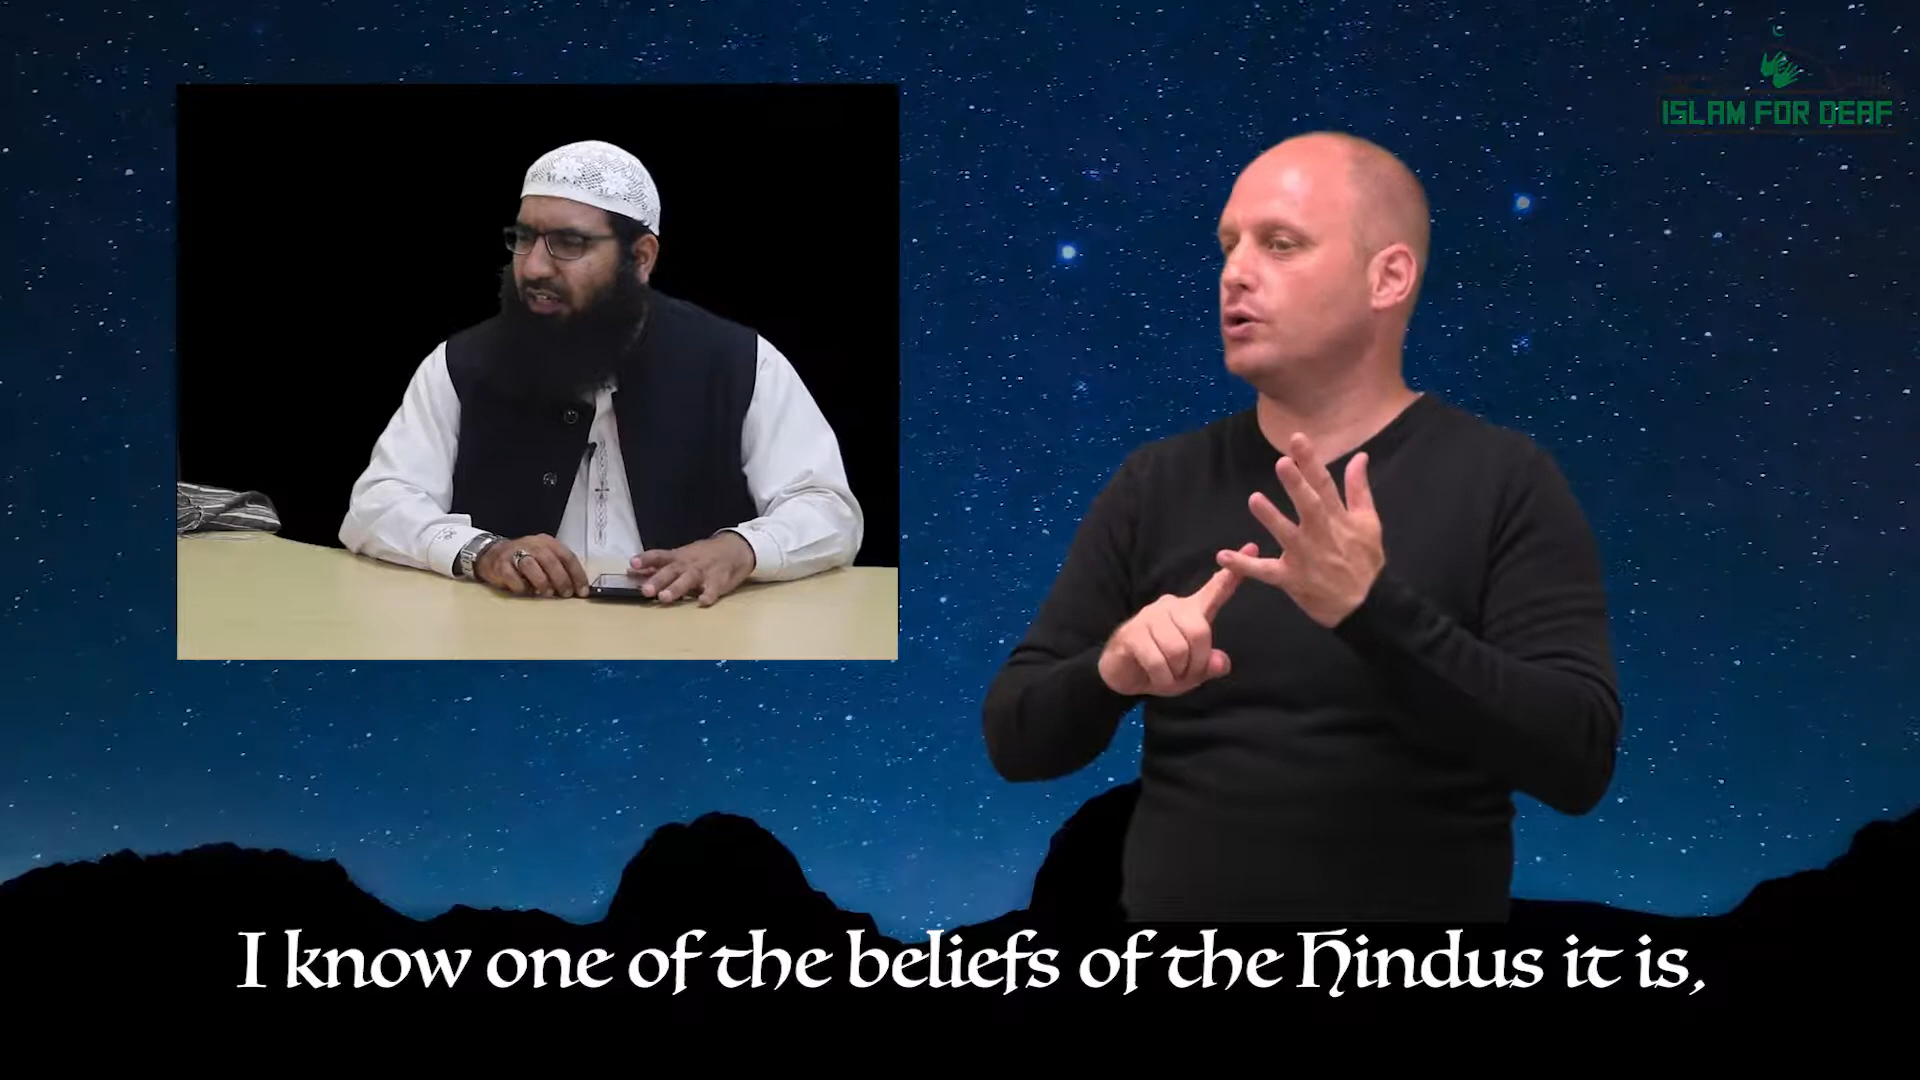 ISLAM FOR DEAF
I know one of the beliefs of the Hindus it is,